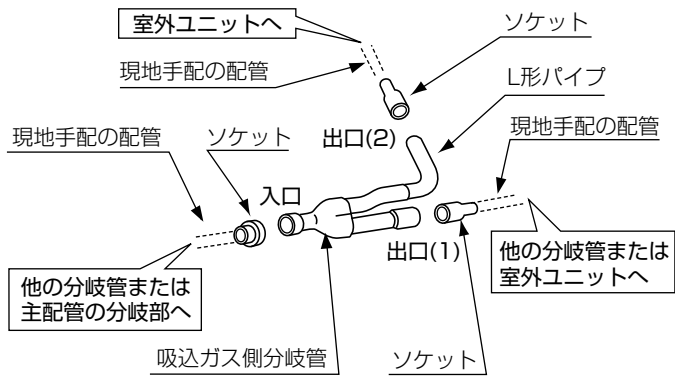 室外ユニットへ
ソケット
現地手配の配管
L形パイプ
現地手配の配管
ソケット
出口(2)
現地手配の配管
入口
出口(1)
他の分岐管または
室外ユニットへ
他の分岐管または
主配管の分岐部へ
吸込ガス側分岐管
ソケット